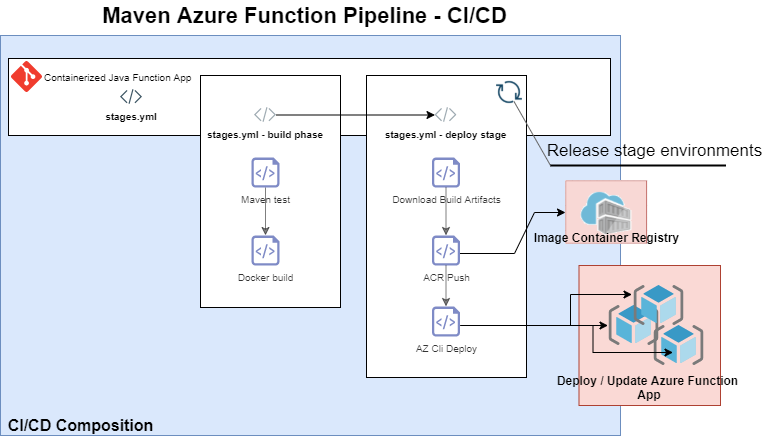 Maven Azure Function Pipeline - CI/CD
Containerized Java Function App
stages.yml
stages.yml - build phase
stages.yml - deploy stage
Release stage environments
Maven test
Download Build Artifacts
Image Container Registry
Docker build
ACR Push
AZ Cli Deploy
Deploy / Update Azure Function
App
CI/CD Composition